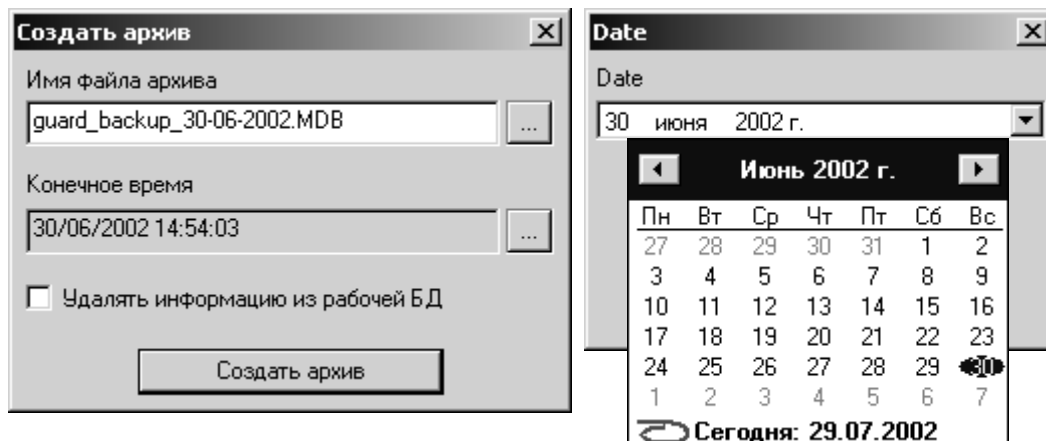 Создать архив
Имя файла архива
guard_backup_30-06-2002.MDB
...
Конечное время
30/06/2002 14:54:03
...
Удалять информацию из рабочей БД
Создать архив
Date
Date
30 июня 2002 г.
Июнь 2002 г.
Пн Вт Ср Чт Пт Сб Вс
27 28 29 30 31 1 2
3 4 5 6 7 8 9
10 11 12 13 14 15 16
17 18 19 20 21 22 23
24 25 26 27 28 29 30
1 2 3 4 5 6 7
Сегодня: 29.07.2002